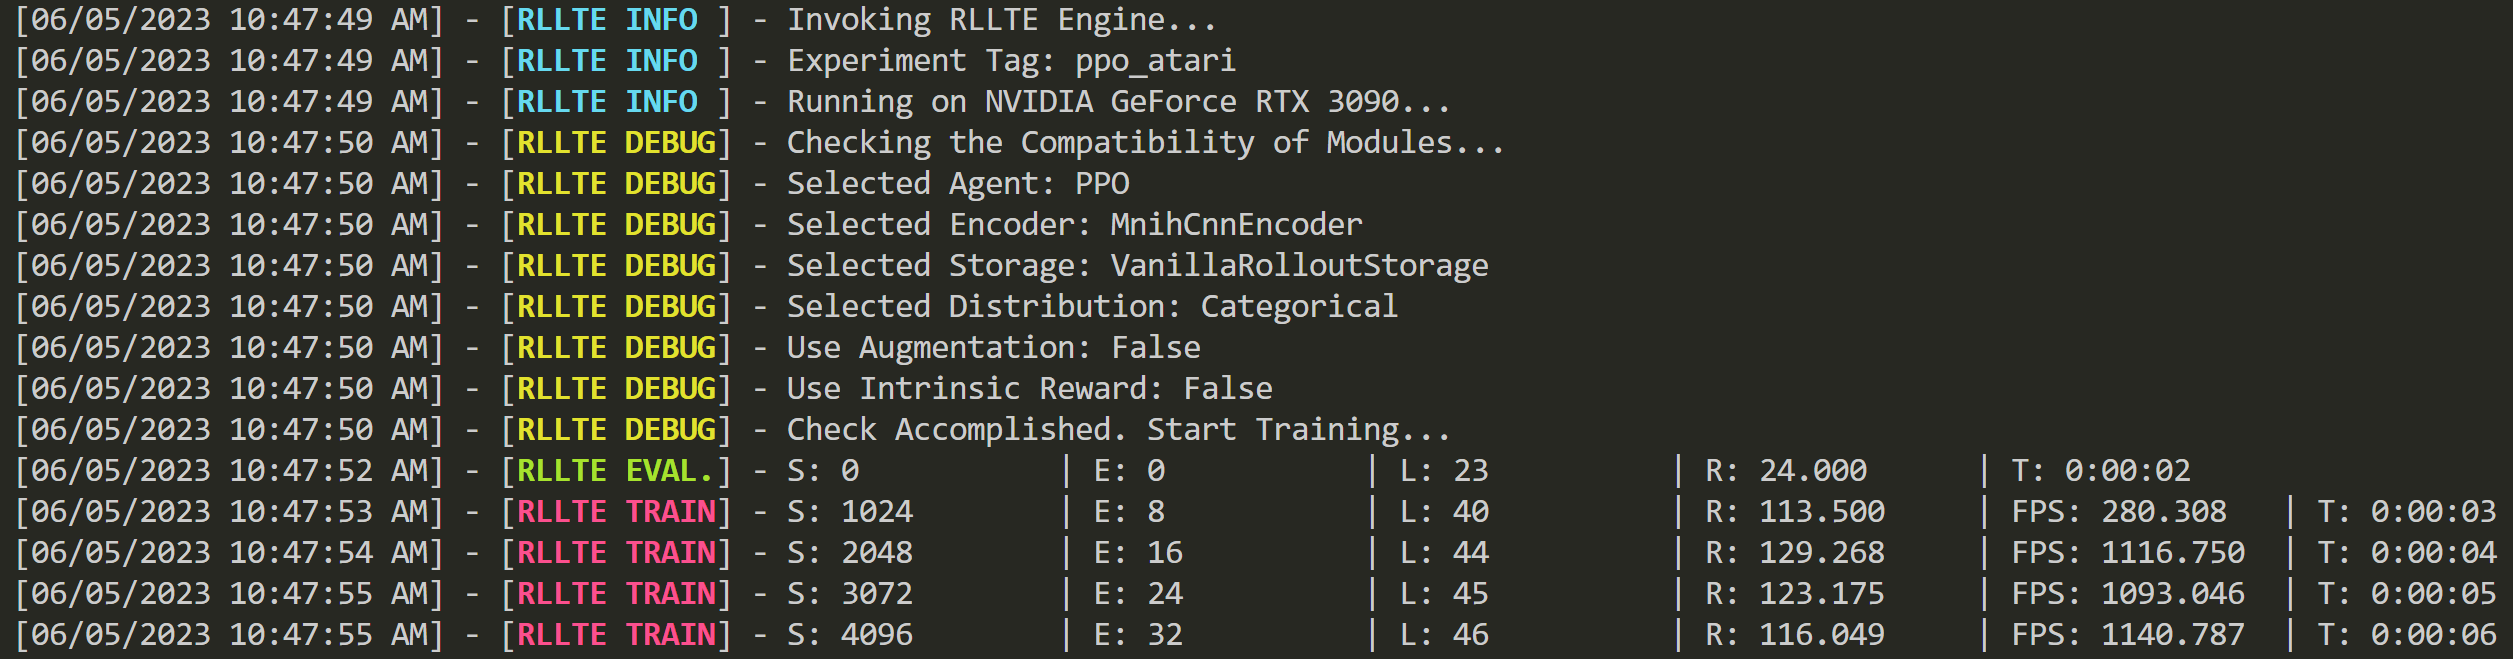 [06/05/2023 10:47:49 AM] - [RLLTE INFO ] - Invoking RLLTE Engine...
[06/05/2023 10:47:49 AM] - [RLLTE INFO ] - Experiment Tag: ppo_atari
[06/05/2023 10:47:49 AM] - [RLLTE INFO ] - Running on NVIDIA GeForce RTX 3090...
[06/05/2023 10:47:50 AM] - [RLLTE DEBUG] - Checking the Compatibility of Modules...
[06/05/2023 10:47:50 AM] - [RLLTE DEBUG] - Selected Agent: PPO
[06/05/2023 10:47:50 AM] - [RLLTE DEBUG] - Selected Encoder: MnihCnnEncoder
[06/05/2023 10:47:50 AM] - [RLLTE DEBUG] - Selected Storage: VanillaRolloutStorage
[06/05/2023 10:47:50 AM] - [RLLTE DEBUG] - Selected Distribution: Categorical
[06/05/2023 10:47:50 AM] - [RLLTE DEBUG] - Use Augmentation: False
[06/05/2023 10:47:50 AM] - [RLLTE DEBUG] - Use Intrinsic Reward: False
[06/05/2023 10:47:50 AM] - [RLLTE DEBUG] - Check Accomplished. Start Training...
[06/05/2023 10:47:52 AM] - [RLLTE EVAL.] - S: 0 | E: 0 | L: 23 | R: 24.000 | T: 0:00:02
[06/05/2023 10:47:53 AM] - [RLLTE TRAIN] - S: 1024 | E: 8 | L: 40 | R: 113.500 | FPS: 280.308 | T: 0:00:03
[06/05/2023 10:47:54 AM] - [RLLTE TRAIN] - S: 2048 | E: 16 | L: 44 | R: 129.268 | FPS: 1116.750 | T: 0:00:04
[06/05/2023 10:47:55 AM] - [RLLTE TRAIN] - S: 3072 | E: 24 | L: 45 | R: 123.175 | FPS: 1093.046 | T: 0:00:05
[06/05/2023 10:47:55 AM] - [RLLTE TRAIN] - S: 4096 | E: 32 | L: 46 | R: 116.049 | FPS: 1140.787 | T: 0:00:06